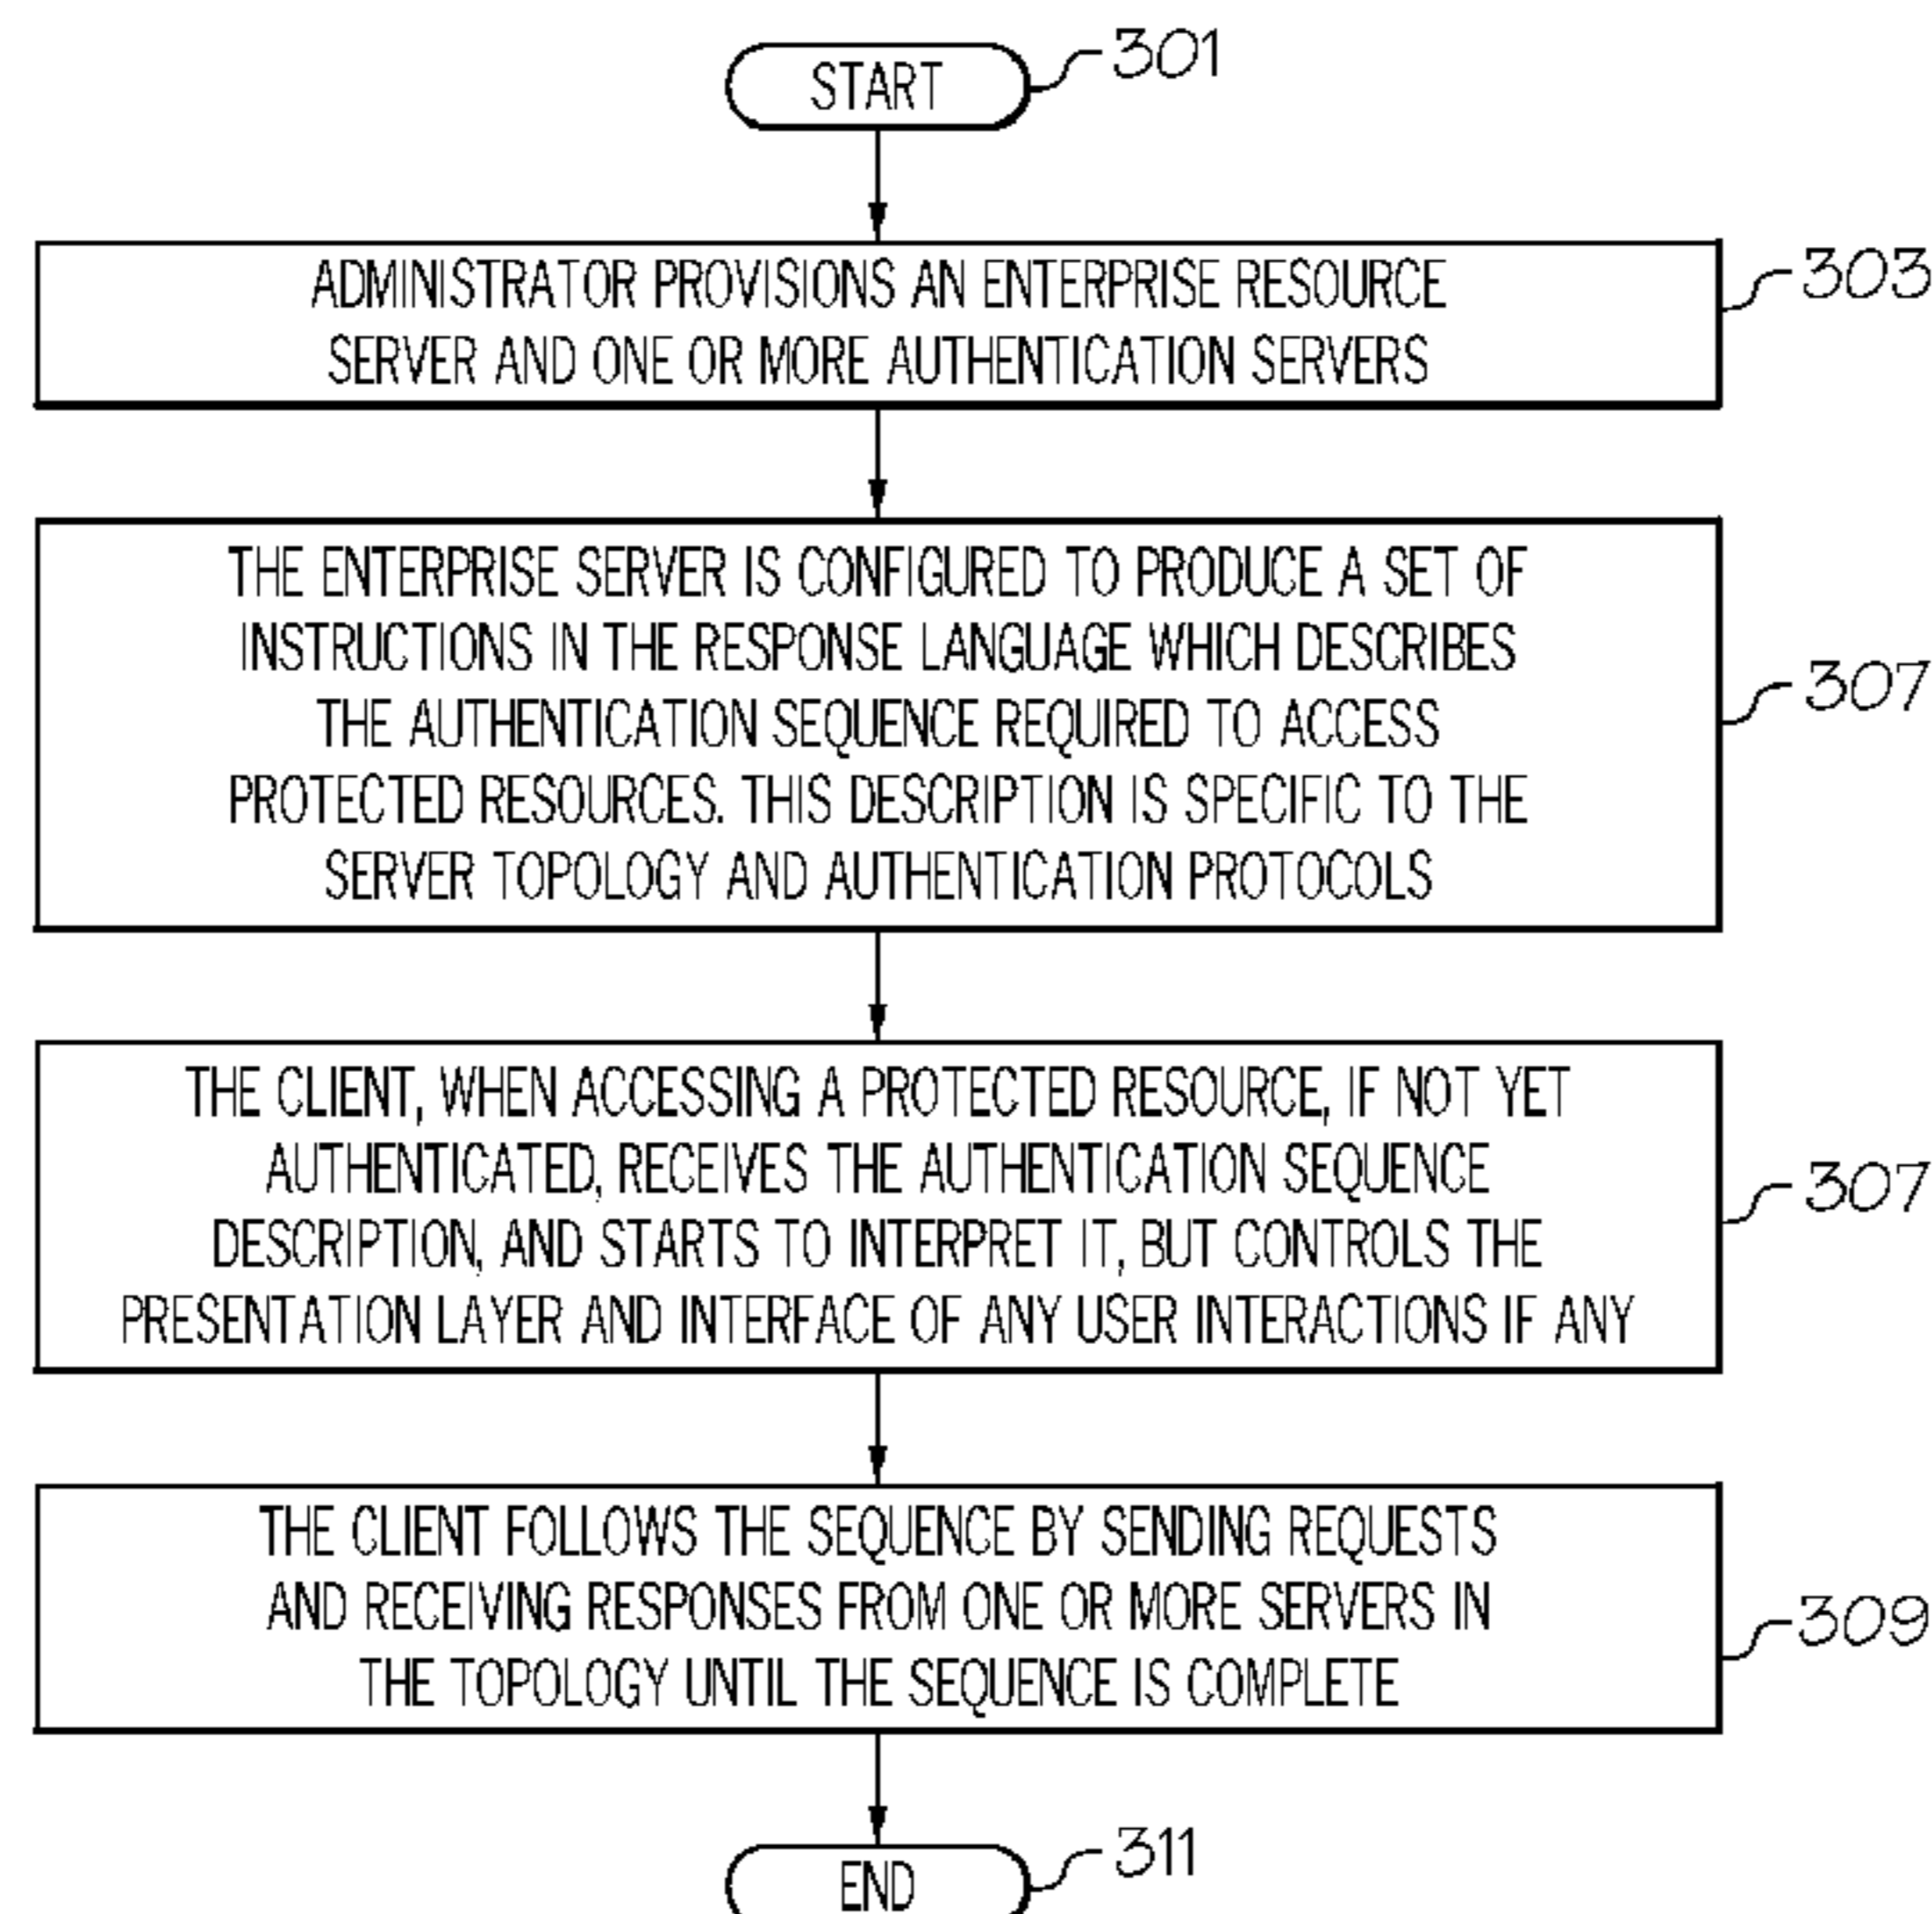 START
301
ADMINISTRATOR PROVISIONS AN ENTERPRISE RESOURCE
SERVER AND ONE OR MORE AUTHENTICATION SERVERS
303
THE ENTERPRISE SERVER IS CONFIGURED TO PRODUCE A SET OF
INSTRUCTIONS IN THE RESPONSE LANGUAGE WHICH DESCRIBES
THE AUTHENTICATION SEQUENCE REQUIRED TO ACCESS
PROTECTED RESOURCES. THIS DESCRIPTION IS SPECIFIC TO THE
SERVER TOPOLOGY AND AUTHENTICATION PROTOCOLS
307
THE CLIENT, WHEN ACCESSING A PROTECTED RESOURCE, IF NOT YET
AUTHENTICATED, RECEIVES THE AUTHENTICATION SEQUENCE
DESCRIPTION, AND STARTS TO INTERPRET IT, BUT CONTROLS THE
PRESENTATION LAYER AND INTERFACE OF ANY USER INTERACTIONS IF ANY
307
THE CLIENT FOLLOWS THE SEQUENCE BY SENDING REQUESTS
AND RECEIVING RESPONSES FROM ONE OR MORE SERVERS IN
THE TOPOLOGY UNTIL THE SEQUENCE IS COMPLETE
309
END
311